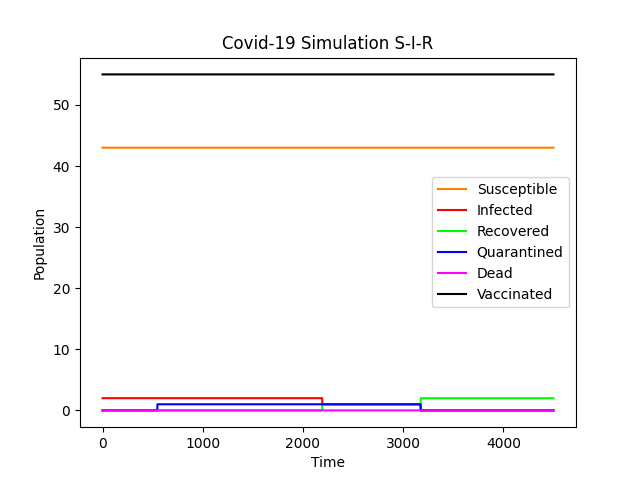 Covid-19 Simulation S-I-R
Population
50
40
30
20
10
0
Susceptible
Infected
Recovered
Quarantined
Dead
Vaccinated
0 1000 2000 3000 4000
Time